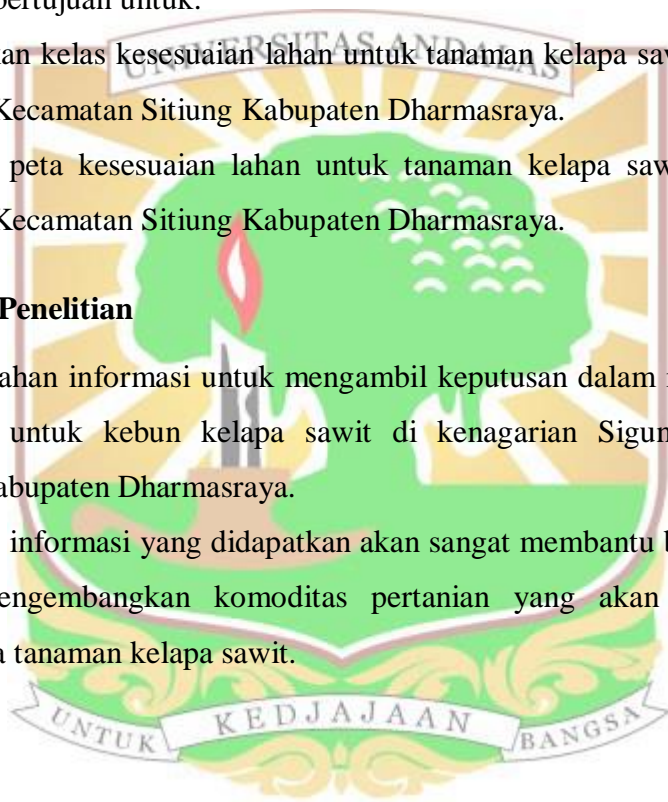 bertujuan untuk:
kan kelas kesesuaian lahan untuk tanaman kelapa saw
Kecamatan Sitiung Kabupaten Dharmasraya.
peta kesesuaian lahan untuk tanaman kelapa saw
Kecamatan Sitiung Kabupaten Dharmasraya.
Penelitian
ahan informasi untuk mengambil keputusan dalam
untuk kebun kelapa sawit di kenagarian Sigun
abupaten Dharmasraya.
informasi yang didapatkan akan sangat membantu b
engembangkan komoditas pertanian yang akan
a tanaman kelapa sawit.
UNIVERSITAS ANDALAS
UNTUK KEDJAJAAN BANGSA